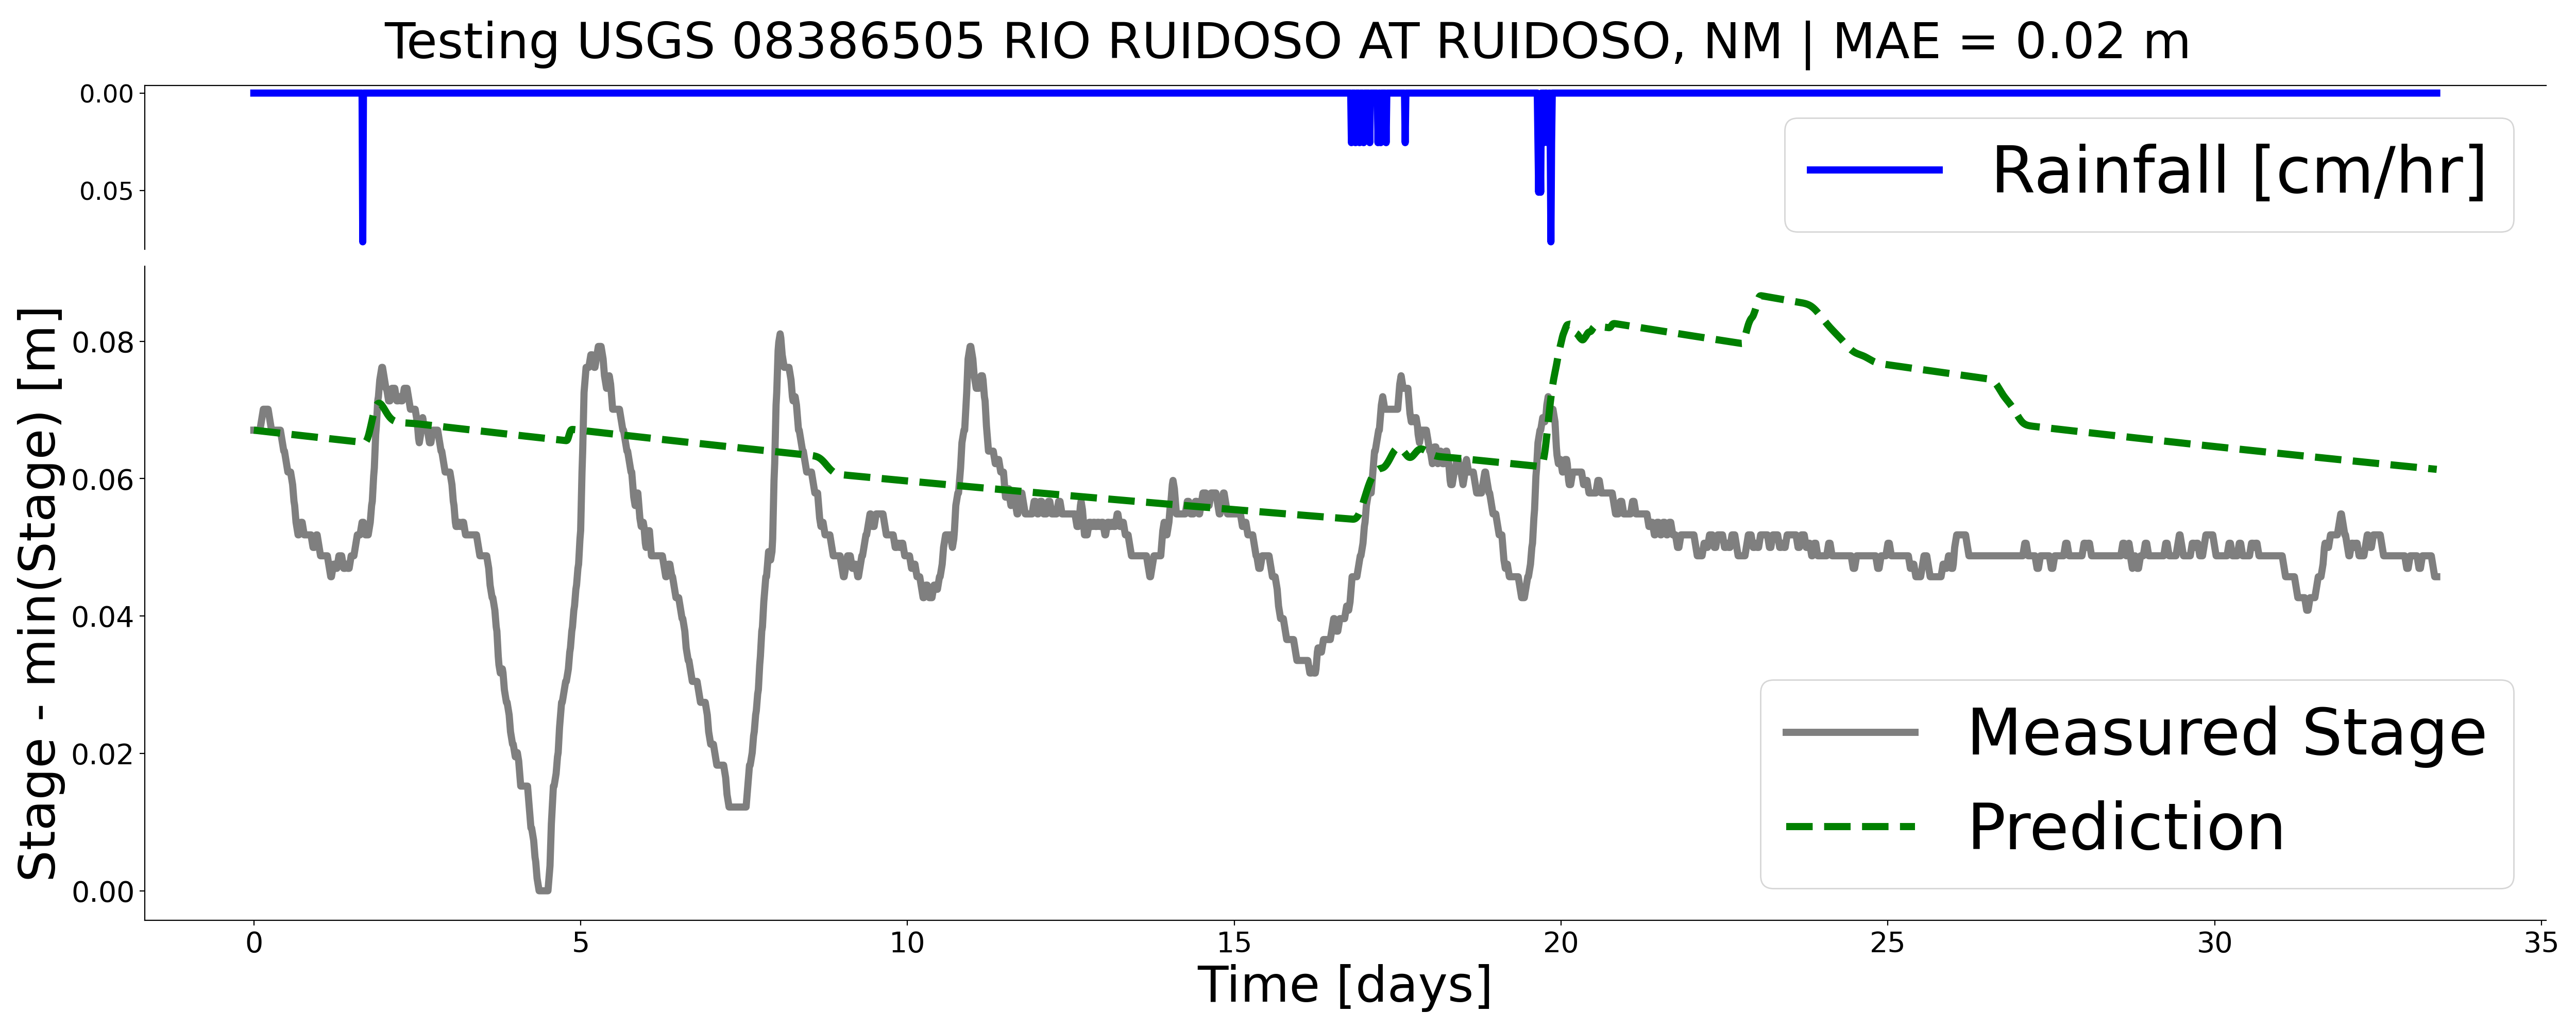 Testing USGS 08386505 RIO RUIDOSO AT RUIDOSO, NM | MAE = 0.02 m
0.00
0.05
Rainfall [cm/hr]
Stage - min(Stage) [m]
0.08
0.06
0.04
0.02
0.00
Measured Stage
Prediction
0 5 10 15 20 25 30 35
Time [days]